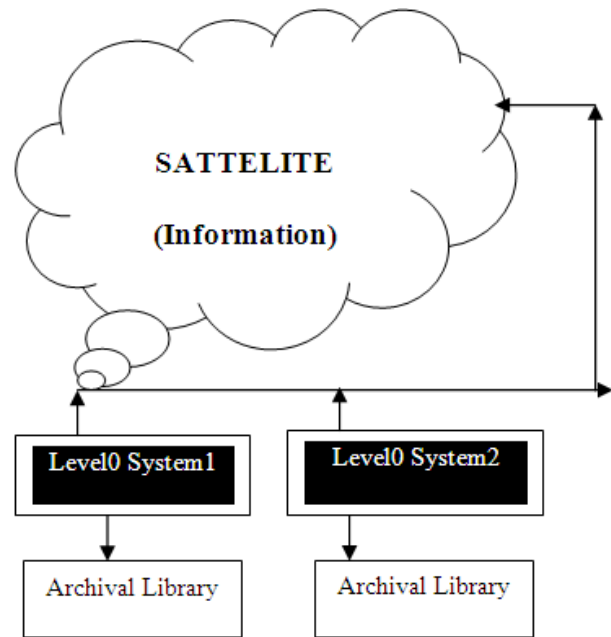 SATTELITE
(Information)
Level0 System1
Level0 System2
Archival Library
Archival Library